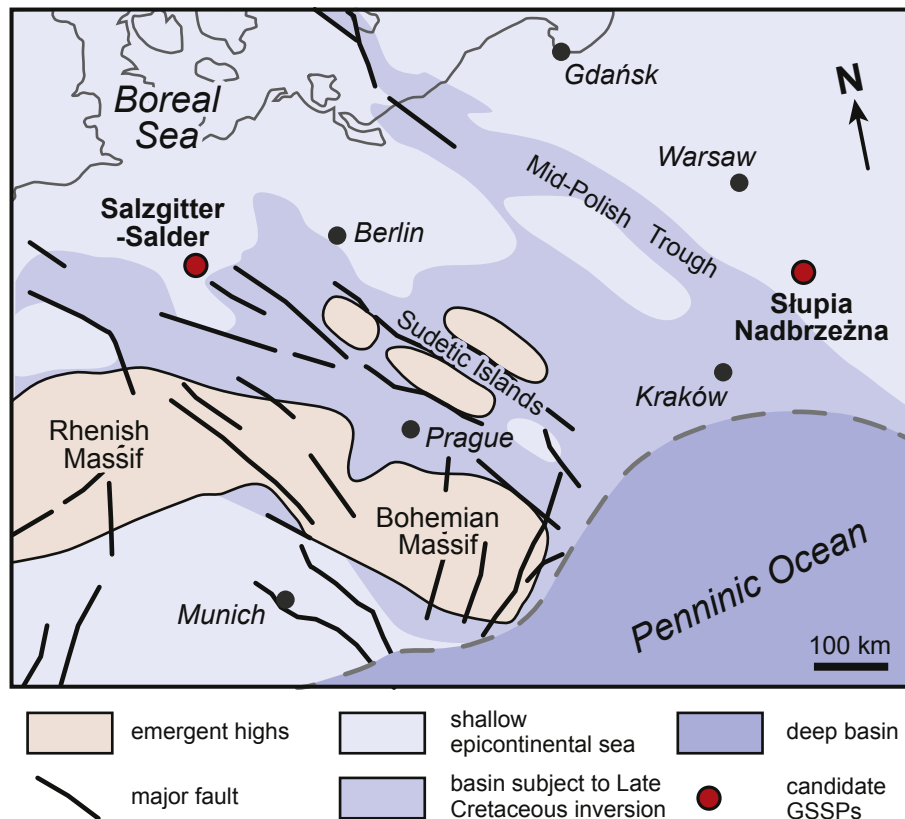 Gdańsk
N
Boreal
Sea
Warsaw
Mid-Polish Trough
Salzgitter
-Salder
Berlin
Słupia
Nadbrzeżna
Sudetic Islands
Kraków
Prague
Rhenish
Massif
Bohemian
Massif
Penninic Ocean
Munich
100 km
emergent highs
shallow
epicontinental sea
deep basin
major fault
basin subject to Late
Cretaceous inversion
candidate
GSSPs